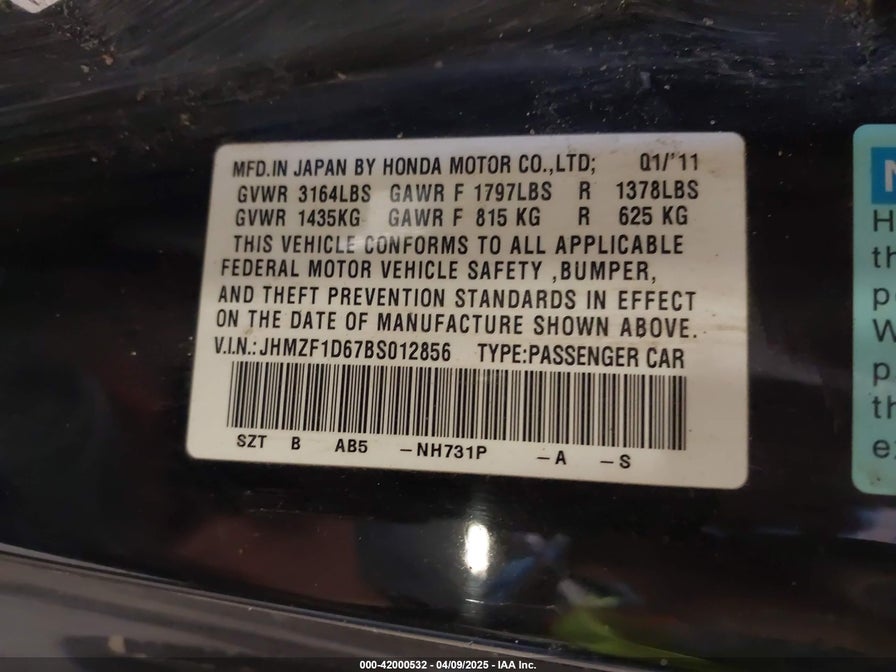 MFD.IN JAPAN BY HONDA MOTOR CO.,LTD; 01/'11
GVWR 3164LBS GAWR F 1797LBS R 1378LBS
GVWR 1435KG GAWR F 815 KG R 625 KG
THIS VEHICLE CONFORMS TO ALL APPLICABLE
FEDERAL MOTOR VEHICLE SAFETY ,BUMPER,
AND THEFT PREVENTION STANDARDS IN EFFECT
ON THE DATE OF MANUFACTURE SHOWN ABOVE.
V.I.N.:JHMZF1D67BS012856 TYPE:PASSENGER CAR
SZT B AB5 –NH731P –A –S
000-42000532 - 04/09/2025 - IAA Inc.